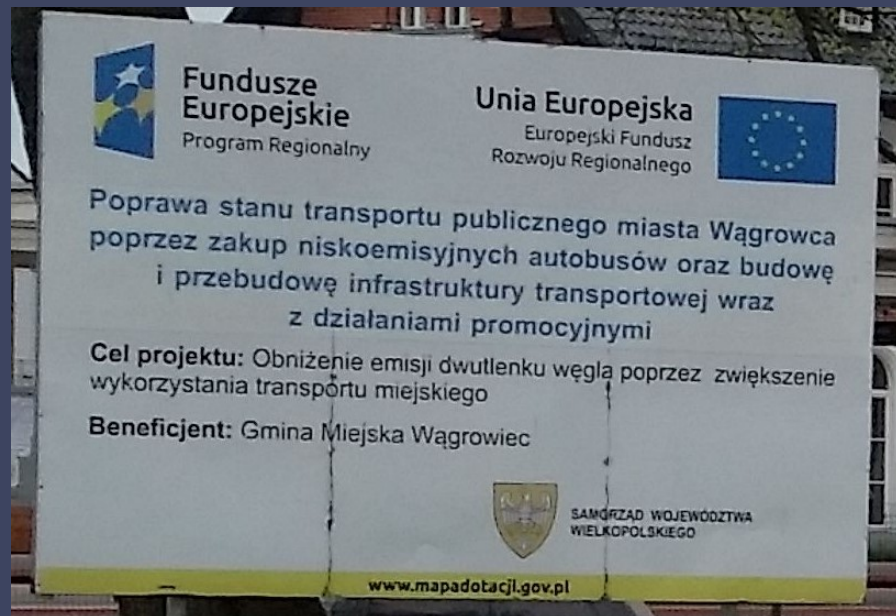 Fundusze
Europejskie
Program Regionalny
Unia Europejska
Europejski Fundusz
Rozwoju Regionalnego
Poprawa stanu transportu publicznego miasta Wągrowca
poprzez zakup niskoemisyjnych autobusów oraz budowę
i przebudowę infrastruktury transportowej wraz
z działaniami promocyjnymi
Cel projektu: Obniżenie emisji dwutlenku węgla poprzez zwiększenie
wykorzystania transportu miejskiego
Beneficjent: Gmina Miejska Wągrowiec
SAMORZĄD WOJEWÓDZTWA
WIELKOPOLSKIEGO
www.mapadotacji.gov.pl